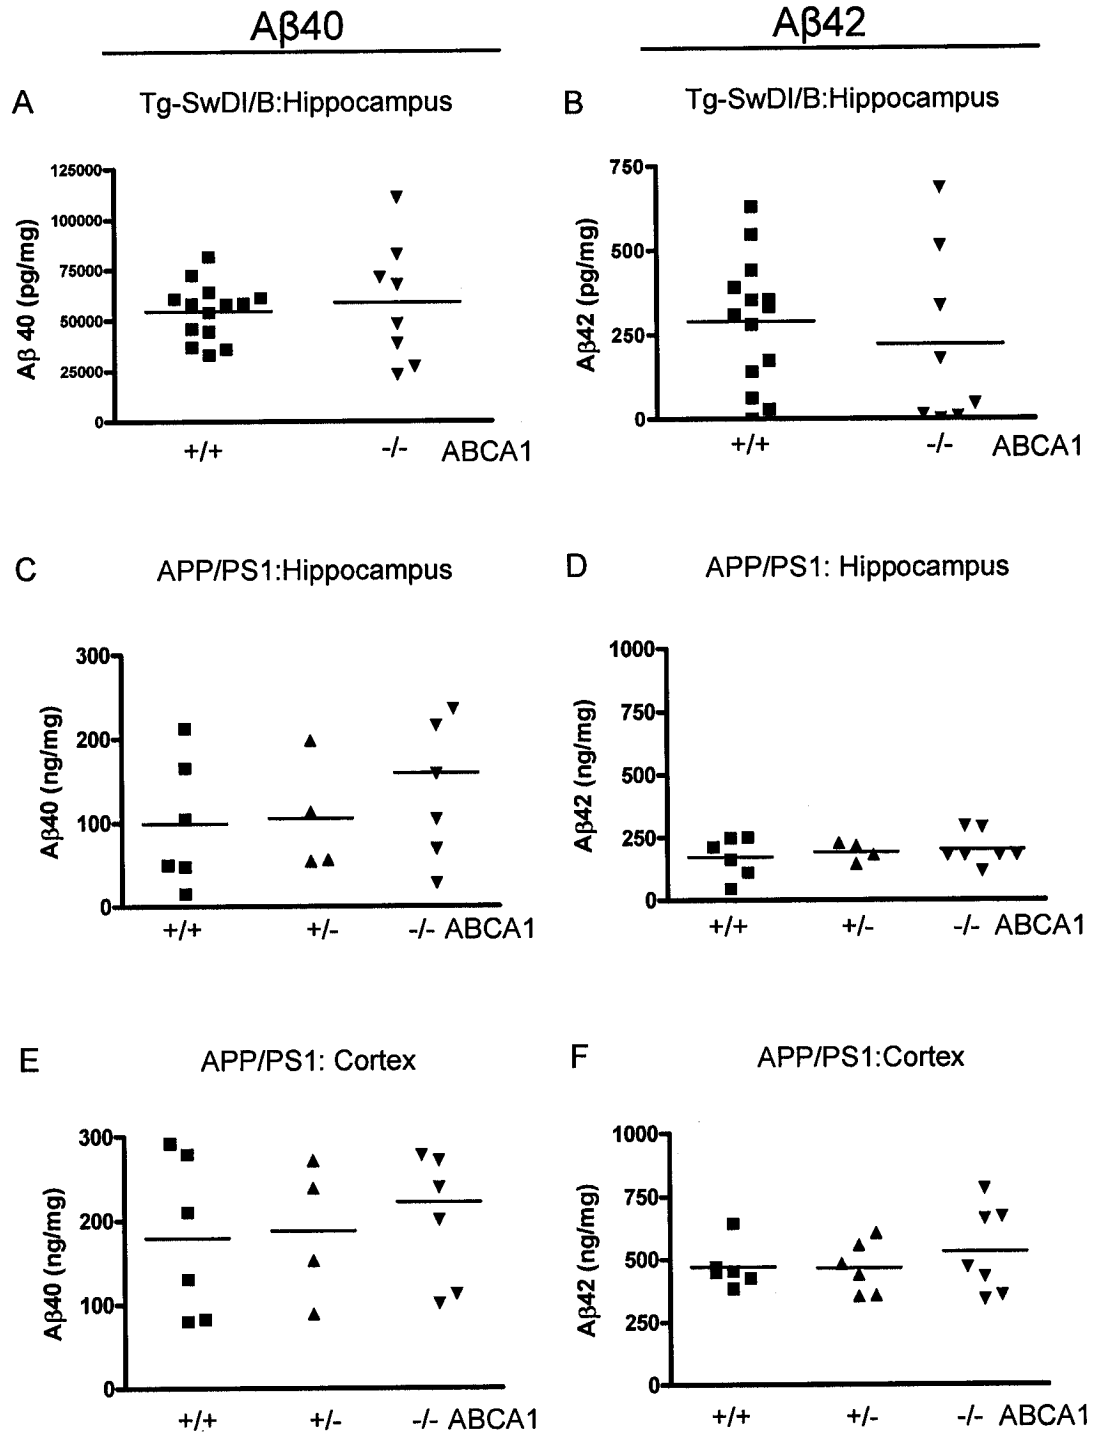 Aβ40 Aβ42
A Tg-SwDI/B:Hippocampus
B Tg-SwDI/B:Hippocampus
Aβ 40 (pg/mg)
125000
100000
75000
50000
25000
0
+/+ -/- ABCA1
Aβ42 (pg/mg)
750
500
250
0
+/+ -/- ABCA1
C APP/PS1:Hippocampus
D APP/PS1: Hippocampus
Aβ40 (ng/mg)
300
200
100
0
+/+ +/- -/- ABCA1
Aβ42 (ng/mg)
1000
750
500
250
0
+/+ +/- -/- ABCA1
E APP/PS1: Cortex
F APP/PS1:Cortex
Aβ40 (ng/mg)
300
200
100
0
+/+ +/- -/- ABCA1
Aβ42 (ng/mg)
1000
750
500
250
0
+/+ +/- -/- ABCA1